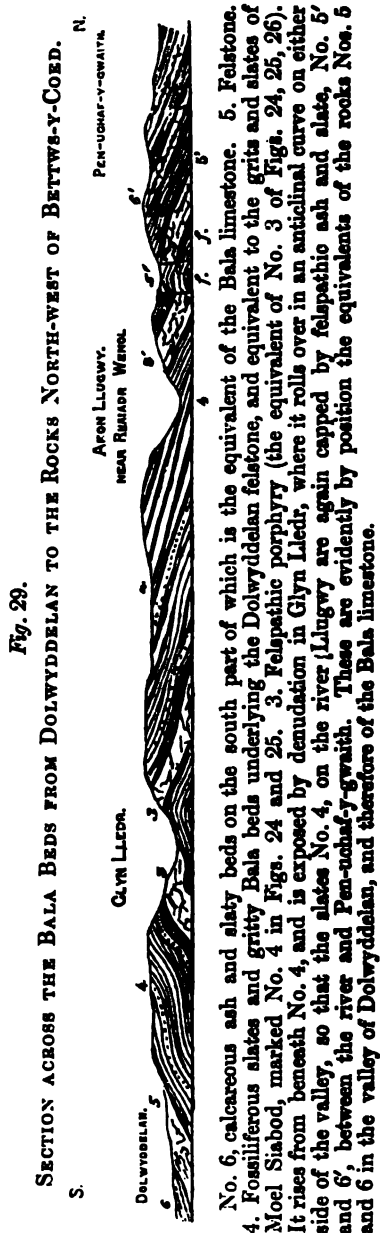 Fig. 29.
SECTION ACROSS THE BALA BEDS FROM DOLWYDDELAN TO THE ROCKS NORTH-WEST OF BETTWS-Y-COED.
S.
N.
DOLWYDDELAN.
GLYN LLEDR.
AFON LLUGWY.
NEAR RHAIADR WENOL
PEN-UCHAF-Y-GWAITH.
6 5 4 3 3 4 5' 5' 6'
4 f. f. 5'
No. 6, calcareous ash and slaty beds on the south part of which is the equivalent of the Bala limestone. 5. Felstone.
4. Fossiliferous slates and gritty Bala beds underlying the Dolwyddelan felstone, and equivalent to the grits and slates of
Moel Siabod, marked No. 4 in Figs. 24 and 25. 3. Felspathic porphyry (the equivalent of No. 3 of Figs. 24, 25, 26).
It rises from beneath No. 4, and is exposed by denudation in Glyn Lledr, where it rolls over in an anticlinal curve on either
side of the valley, so that the slates No. 4, on the river Llugwy are again capped by felspathic ash and slate, No. 5'
and 6', between the river and Pen-uchaf-y-gwaith. These are evidently by position the equivalents of the rocks Nos. 5
and 6 in the valley of Dolwyddelan, and therefore of the Bala limestone.